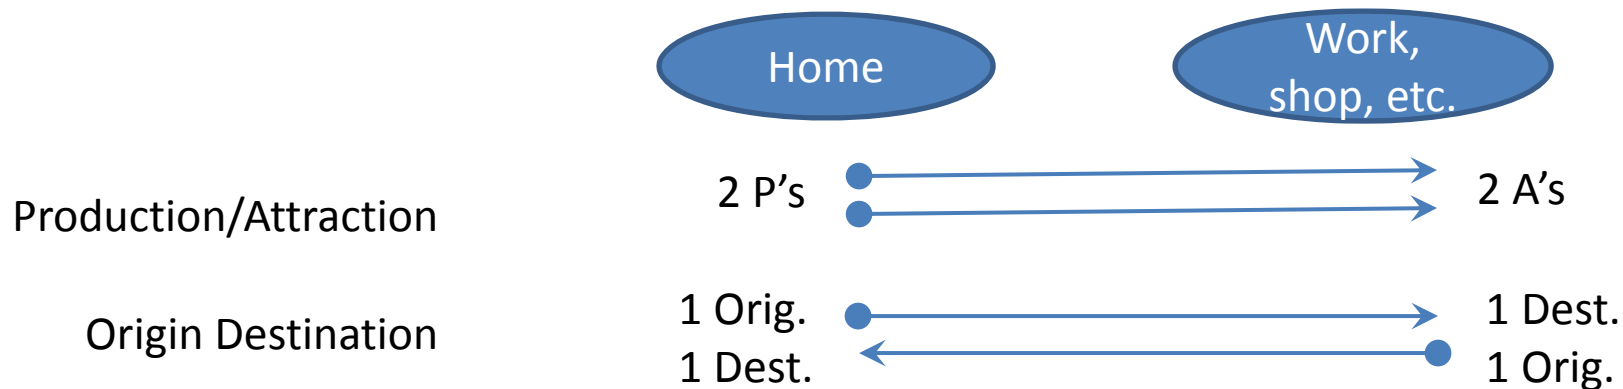 Home
Work,
shop, etc.
Production/Attraction
2 P’s
2 A’s
Origin Destination
1 Orig.
1 Dest.
1 Dest.
1 Orig.